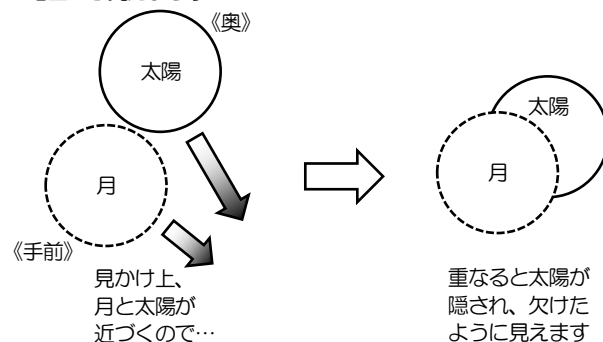 《奥》
太陽
月
《手前》
見かけ上、
月と太陽が
近づくので…
太陽
月
重なると太陽が
隠され、欠けた
ように見えます